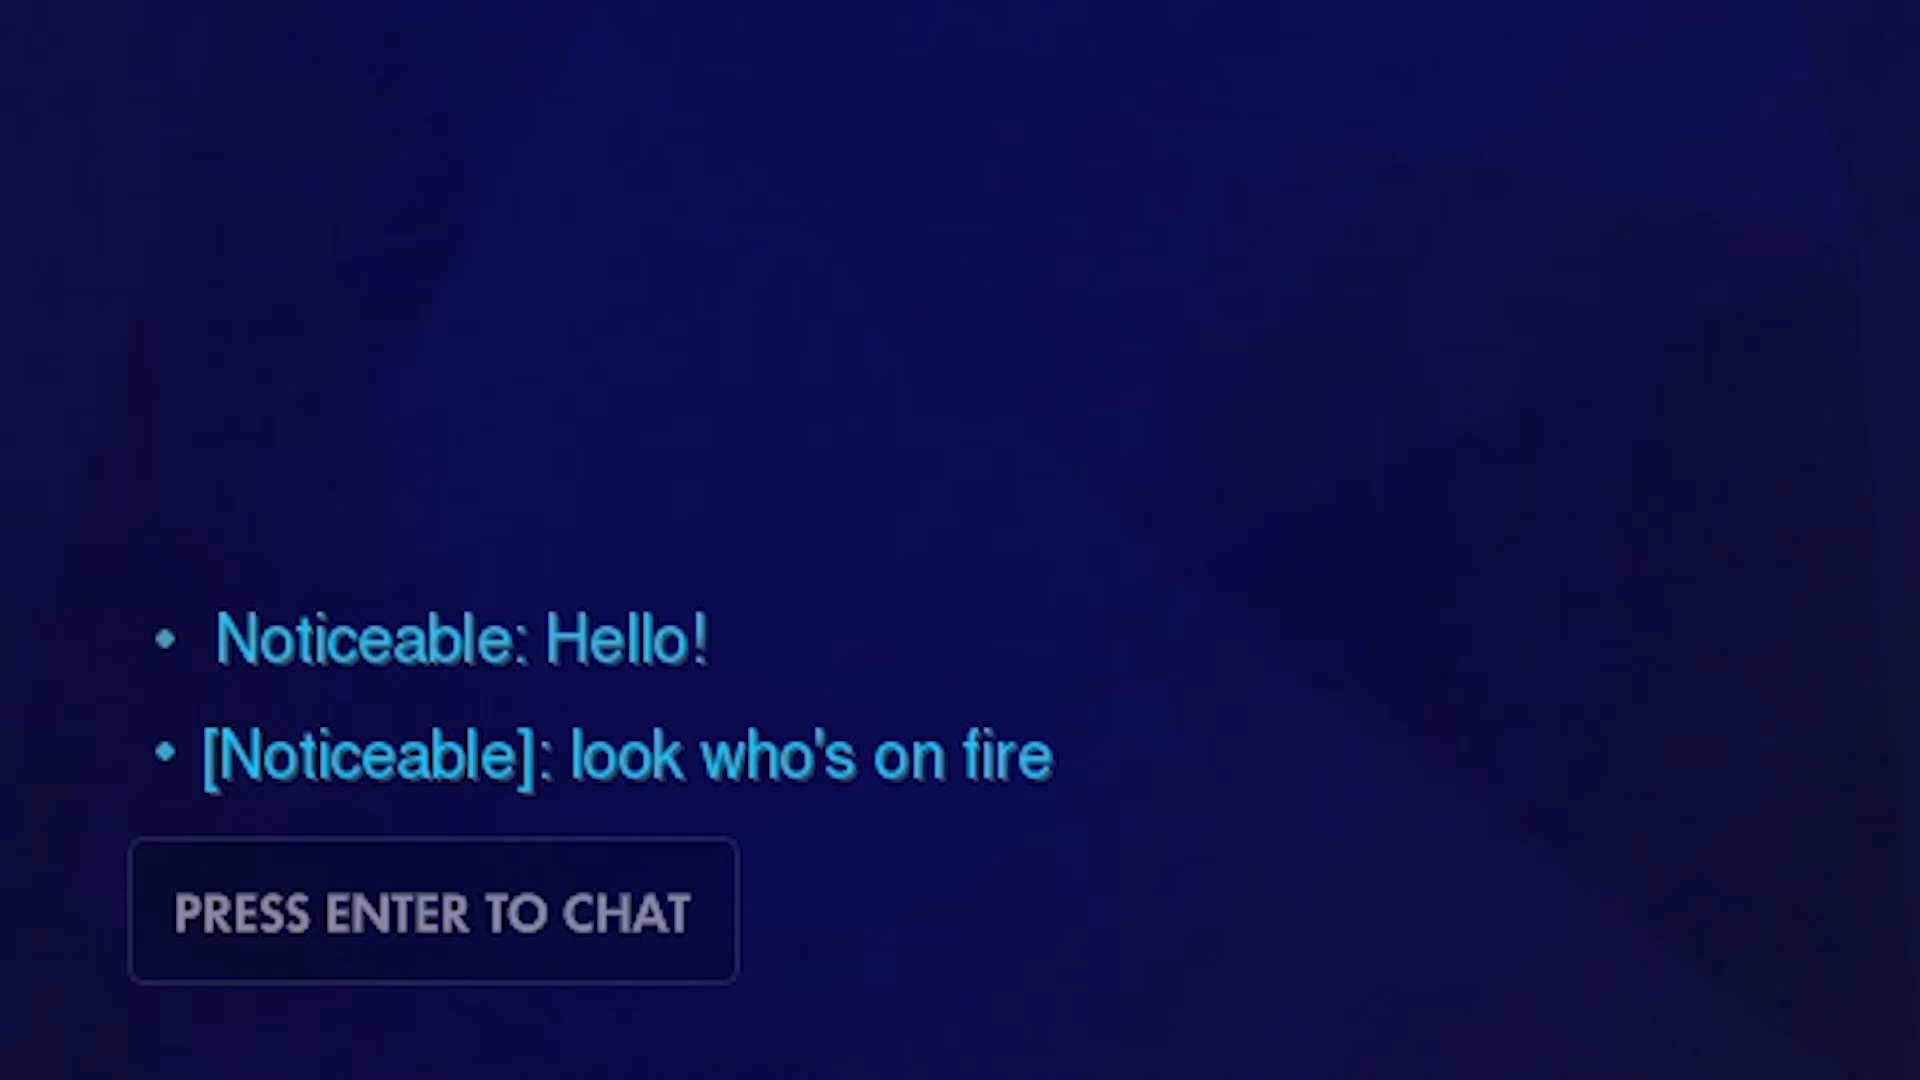 • Noticeable: Hello!
• [Noticeable]: look who's on fire
PRESS ENTER TO CHAT